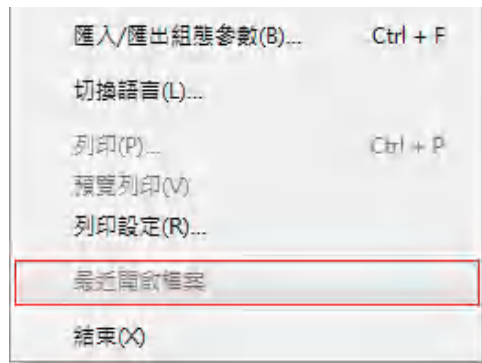 匯入/匯出組態參數(B)... Ctrl + F
切換語言(L)...
列印(P)... Ctrl + P
預覽列印(V)
列印設定(R)...
最近開啟檔案
結束(X)